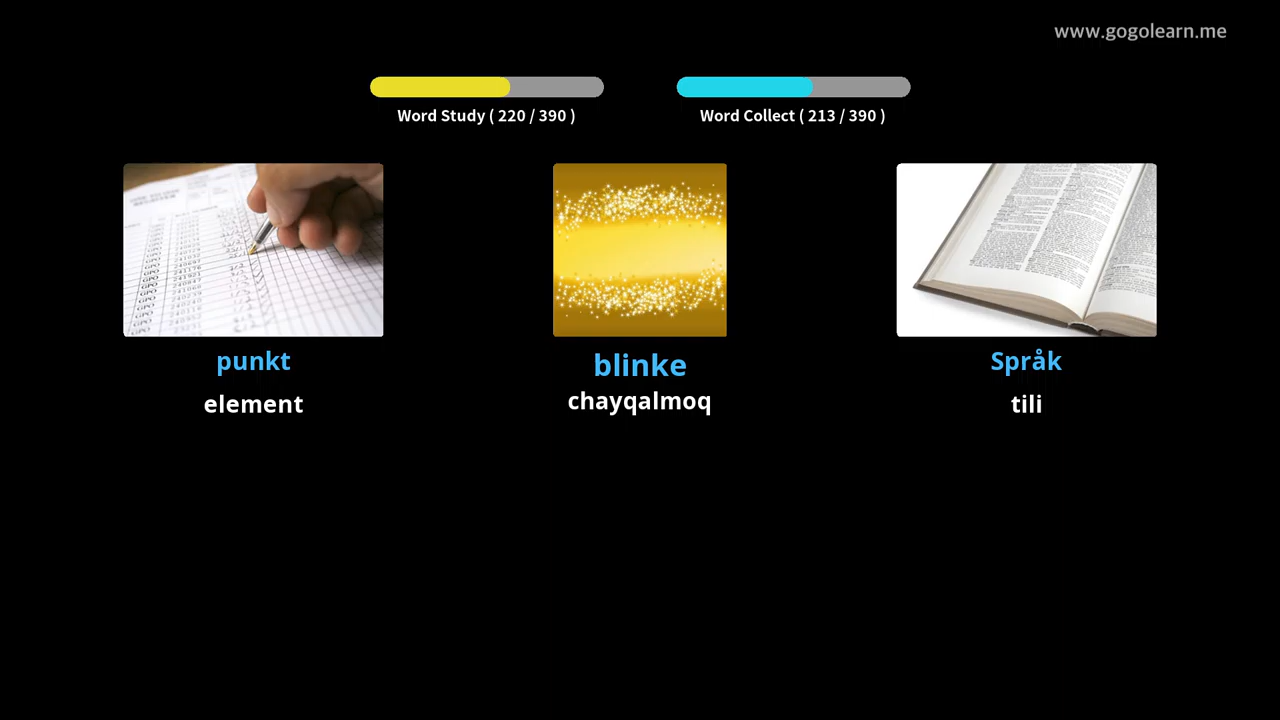 www.gogolearn.me
Word Study ( 220 / 390 )
Word Collect ( 213 / 390 )
punkt
blinke
Språk
element
chayqalmoq
tili